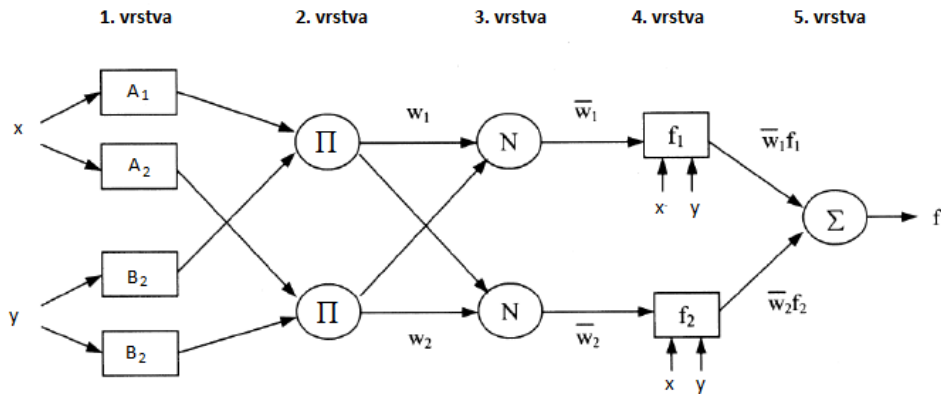 1. vrstva 2. vrstva 3. vrstva 4. vrstva 5. vrstva
A₁
x
A₂
Π w₁ N w̅₁ f₁ w̅₁f₁
x y
Σ f
B₂
y
B₂
Π w₂ N w̅₂ f₂ w̅₂f₂
x y